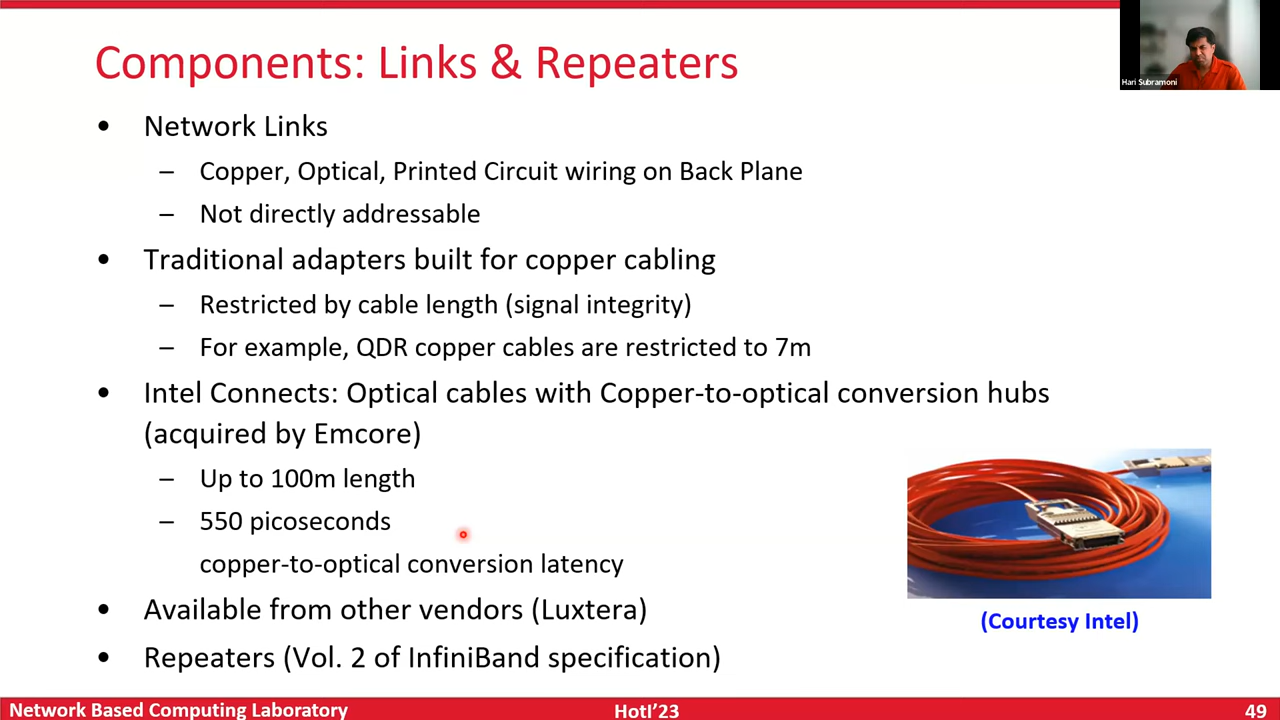 Components: Links & Repeaters
Hari Subramoni
• Network Links
– Copper, Optical, Printed Circuit wiring on Back Plane
– Not directly addressable
• Traditional adapters built for copper cabling
– Restricted by cable length (signal integrity)
– For example, QDR copper cables are restricted to 7m
• Intel Connects: Optical cables with Copper-to-optical conversion hubs
(acquired by Emcore)
– Up to 100m length
– 550 picoseconds
copper-to-optical conversion latency
• Available from other vendors (Luxtera)
(Courtesy Intel)
• Repeaters (Vol. 2 of InfiniBand specification)
Network Based Computing Laboratory
HotI'23
49